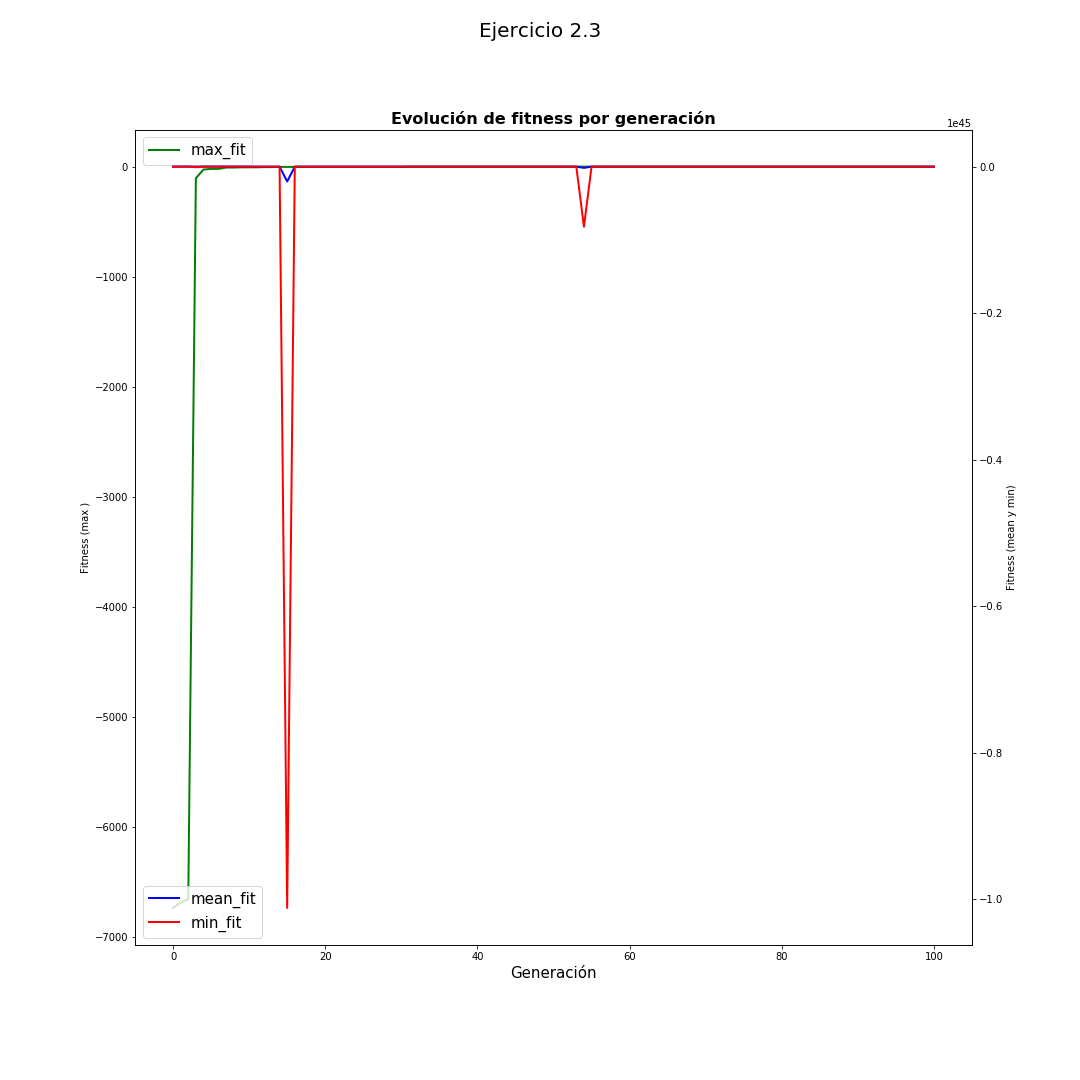 Ejercicio 2.3
Evolución de fitness por generación
1e45
max_fit
0
−1000
−2000
−3000
−4000
−5000
−6000
−7000
Fitness (max )
0.0
−0.2
−0.4
−0.6
−0.8
−1.0
Fitness (mean y min)
mean_fit
min_fit
0
20
40
60
80
100
Generación